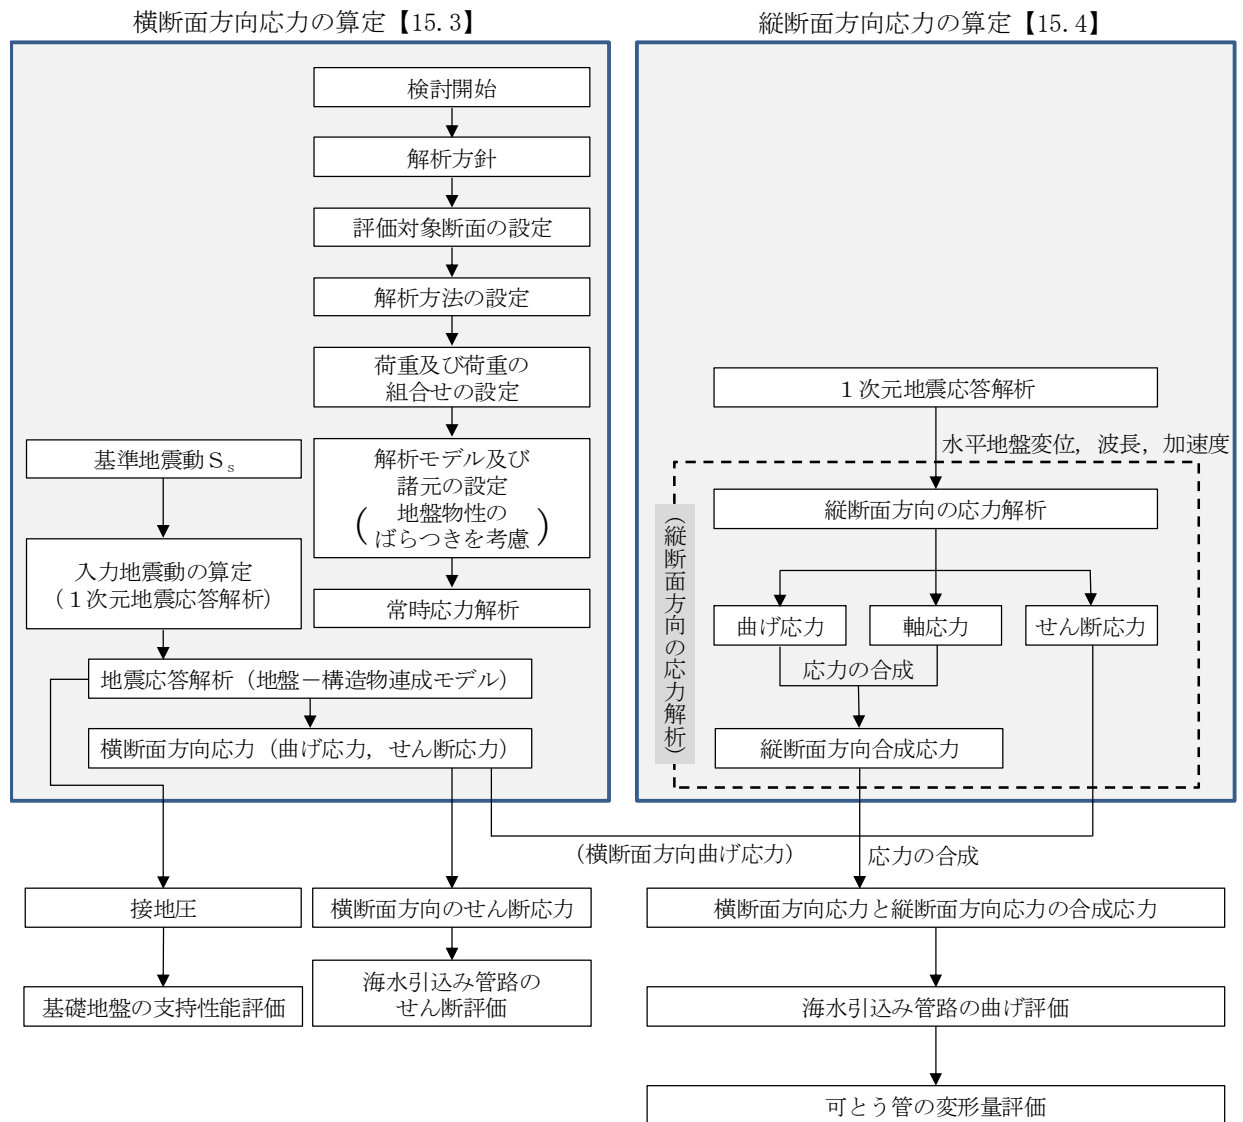 横断面方向応力の算定【15.3】
検討開始
解析方針
評価対象断面の設定
解析方法の設定
荷重及び荷重の
組合せの設定
基準地震動Ｓs
解析モデル及び
諸元の設定
(地盤物性の
ばらつきを考慮)
入力地震動の算定
(１次元地震応答解析)
常時応力解析
地震応答解析(地盤－構造物連成モデル)
横断面方向応力(曲げ応力，せん断応力)
縦断面方向応力の算定【15.4】
１次元地震応答解析
水平地盤変位，波長，加速度
(縦断面方向の応力解析)
縦断面方向の応力解析
曲げ応力
軸応力
せん断応力
応力の合成
縦断面方向合成応力
(横断面方向曲げ応力)
応力の合成
接地圧
横断面方向のせん断応力
横断面方向応力と縦断面方向応力の合成応力
基礎地盤の支持性能評価
海水引込み管路の
せん断評価
海水引込み管路の曲げ評価
可とう管の変形量評価